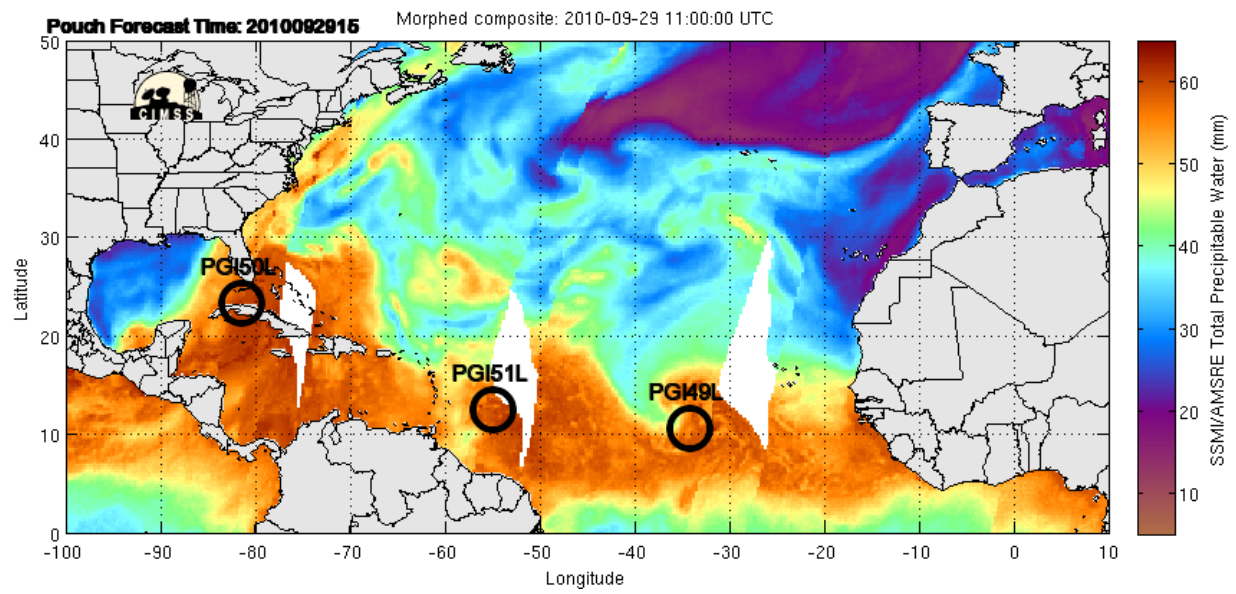 Pouch Forecast Time: 2010092915
Morphed composite: 2010-09-29 11:00:00 UTC
50
40
30
20
10
0
Latitude
CIMSS
PGI50L
PGI51L
PGI49L
-100
-90
-80
-70
-60
-50
-40
-30
-20
-10
0
10
Longitude
60
50
40
30
20
10
SSMI/AMSRE Total Precipitable Water (mm)